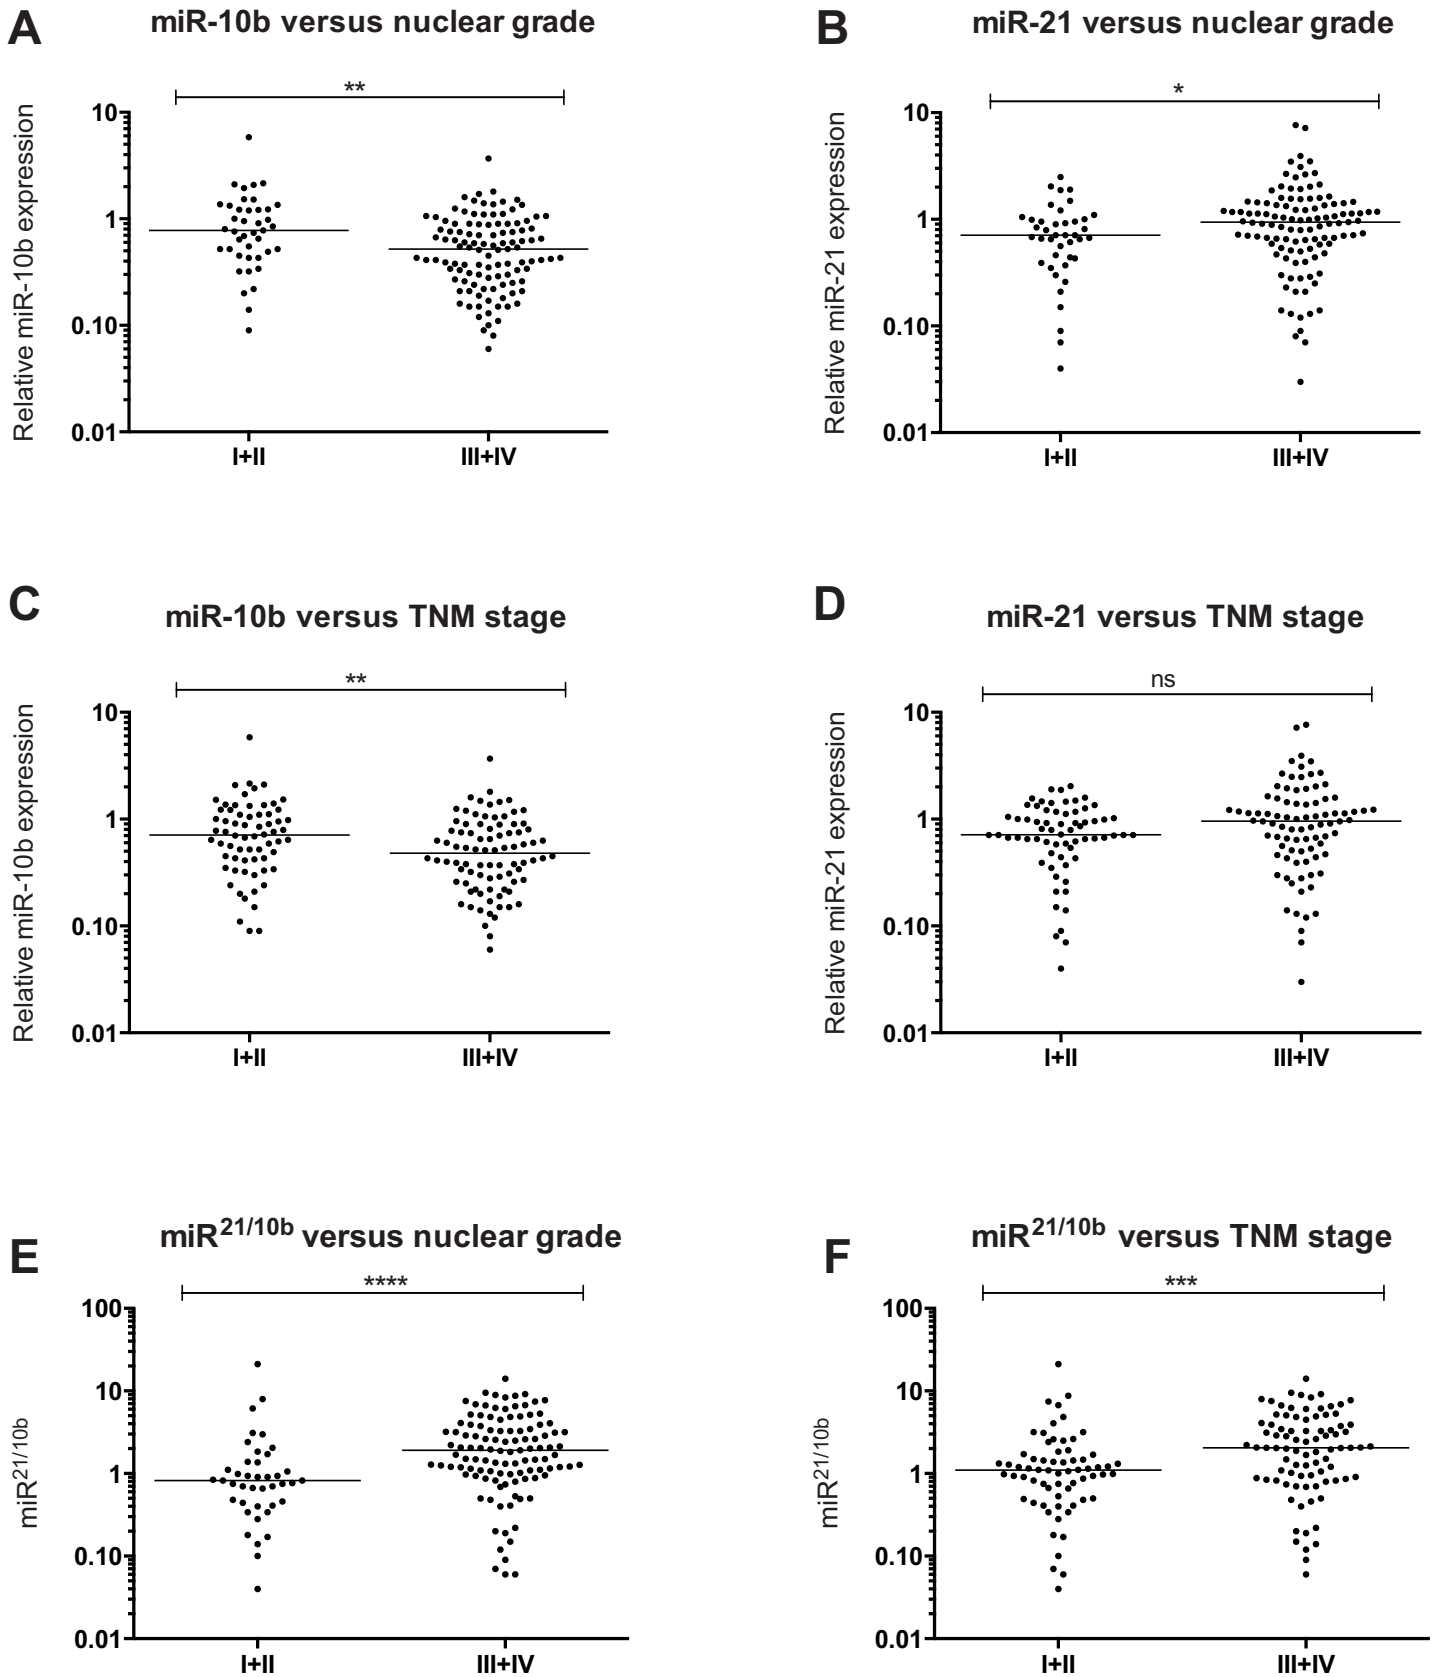 A
miR-10b versus nuclear grade
**
Relative miR-10b expression
10
1
0.10
0.01
I+II
III+IV
B
miR-21 versus nuclear grade
*
Relative miR-21 expression
10
1
0.10
0.01
I+II
III+IV
C
miR-10b versus TNM stage
**
Relative miR-10b expression
10
1
0.10
0.01
I+II
III+IV
D
miR-21 versus TNM stage
ns
Relative miR-21 expression
10
1
0.10
0.01
I+II
III+IV
E
miR21/10b versus nuclear grade
****
miR21/10b
100
10
1
0.10
0.01
I+II
III+IV
F
miR21/10b versus TNM stage
***
miR21/10b
100
10
1
0.10
0.01
I+II
III+IV